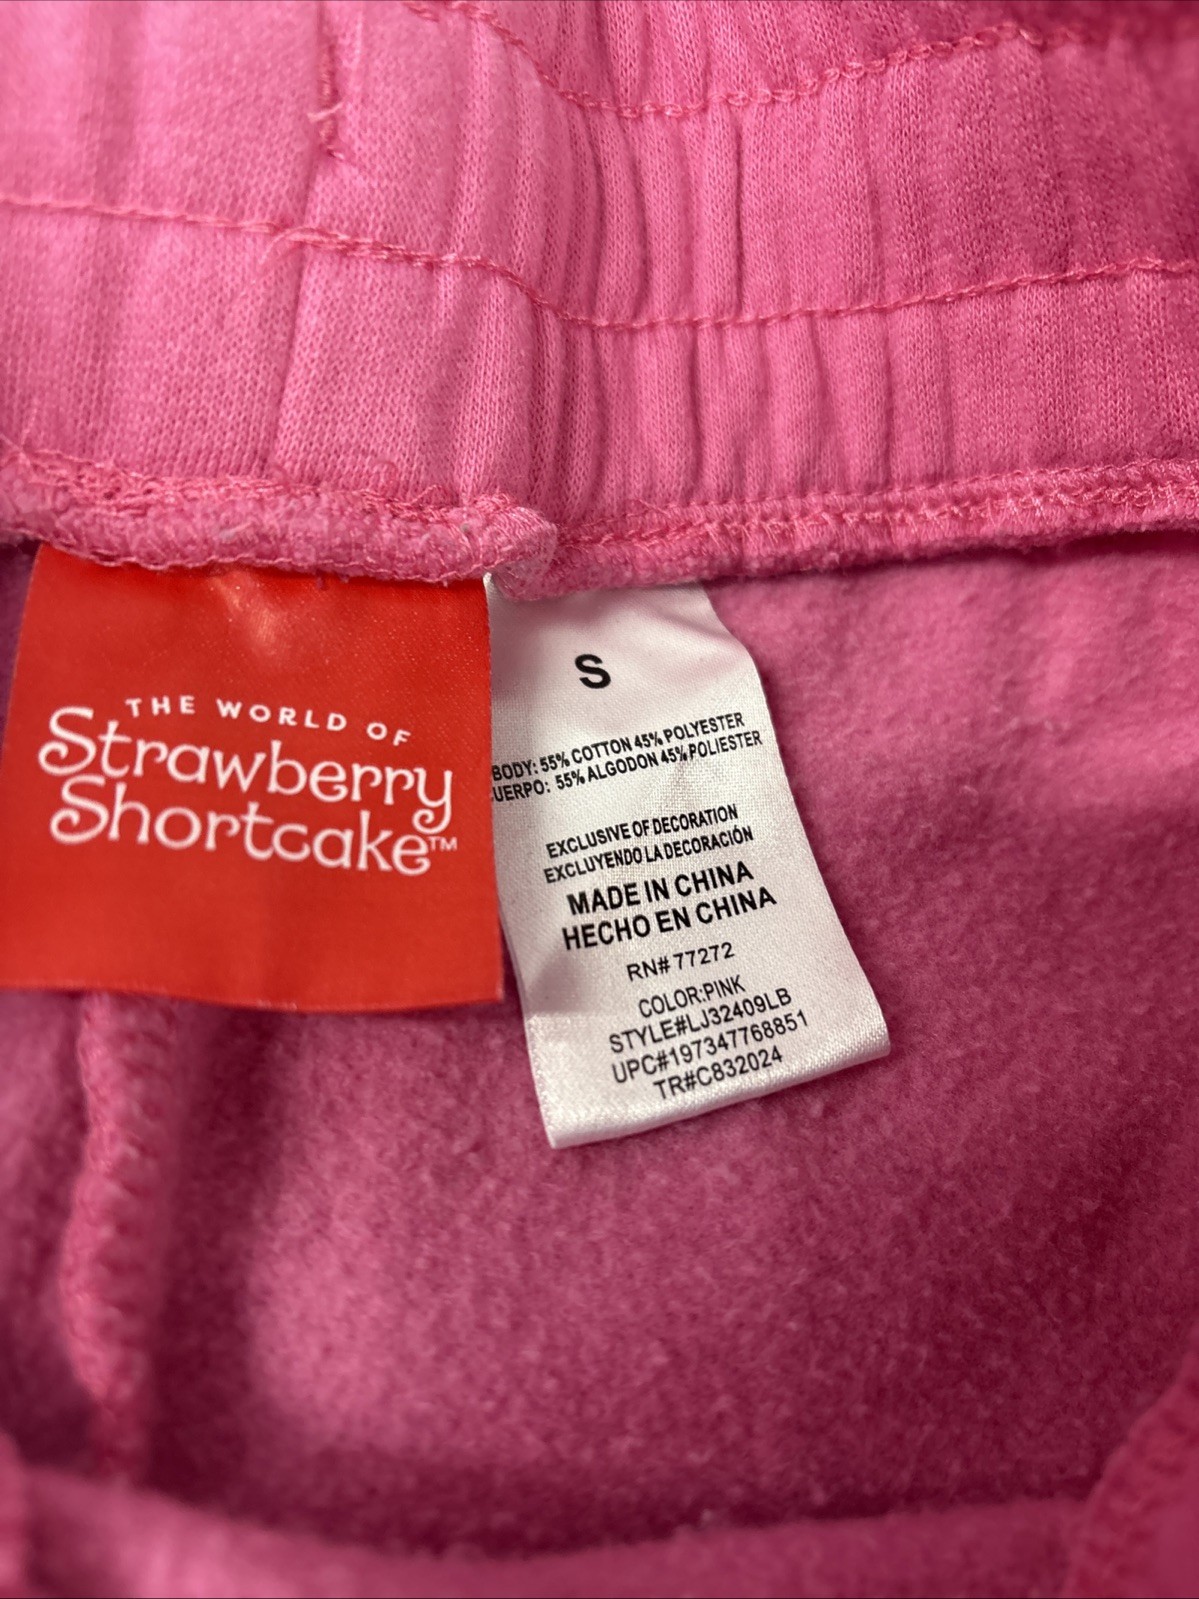 THE WORLD OF
Strawberry
Shortcake™
S
BODY: 55% COTTON 45% POLYESTER
UERPO: 55% ALGODON 45% POLIESTER
EXCLUSIVE OF DECORATION
EXCLUYENDO LA DECORACIÓN
MADE IN CHINA
HECHO EN CHINA
RN# 77272
COLOR:PINK
STYLE#LJ32409LB
UPC#197347768851
TR#C832024